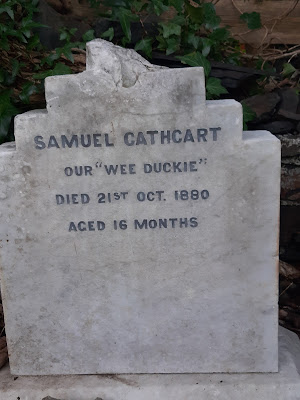 SAMUEL CATHCART
OUR "WEE DUCKIE"
DIED 21ST OCT. 1880
AGED 16 MONTHS